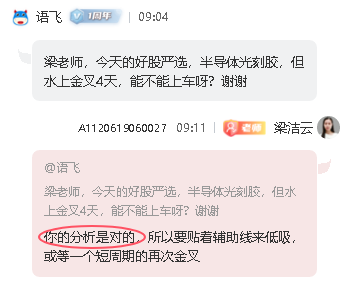 语飞 1周年 09:04
梁老师，今天的好股严选，半导体光刻胶，但
水上金叉4天，能不能上车呀？谢谢
A1120619060027 09:11 老师 梁洁云
@语飞
梁老师，今天的好股严选，半导体光刻胶，但水
上金叉4天，能不能上车呀？谢谢
你的分析是对的，所以要贴着辅助线来低吸，
或等一个短周期的再次金叉